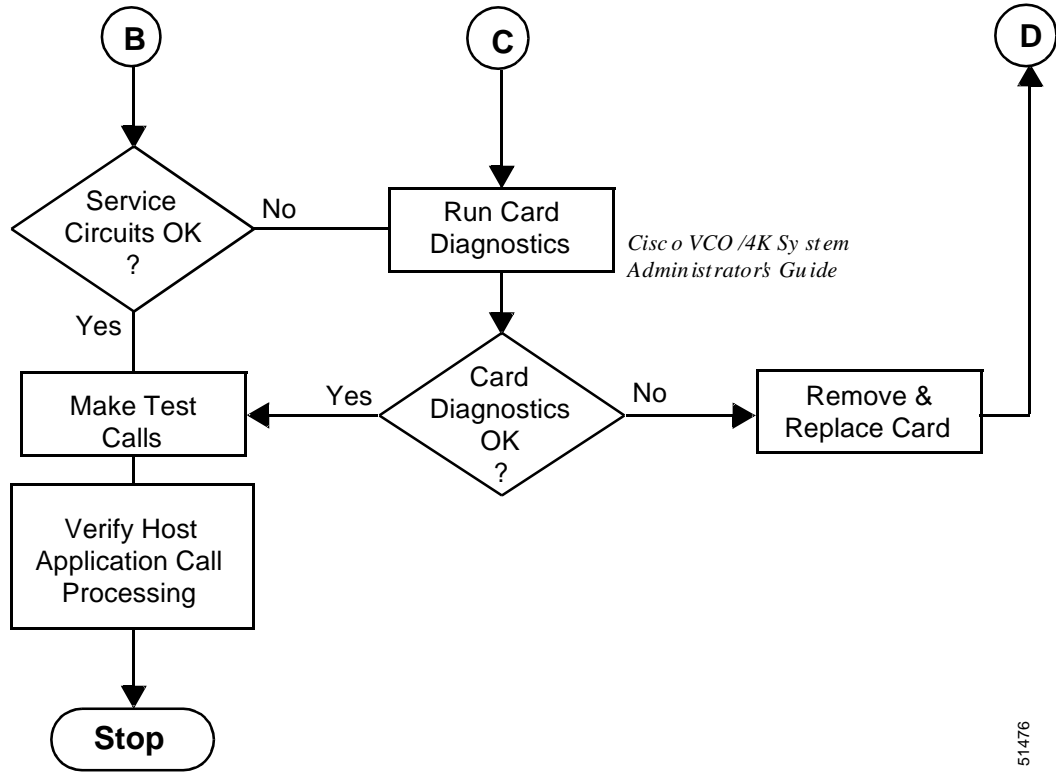 B
C
D
Service
Circuits OK
?
No
Run Card
Diagnostics
Cisco VCO/4K System
Administrator's Guide
Yes
Make Test
Calls
Yes
Card
Diagnostics
OK
?
No
Remove &
Replace Card
Verify Host
Application Call
Processing
Stop
51476